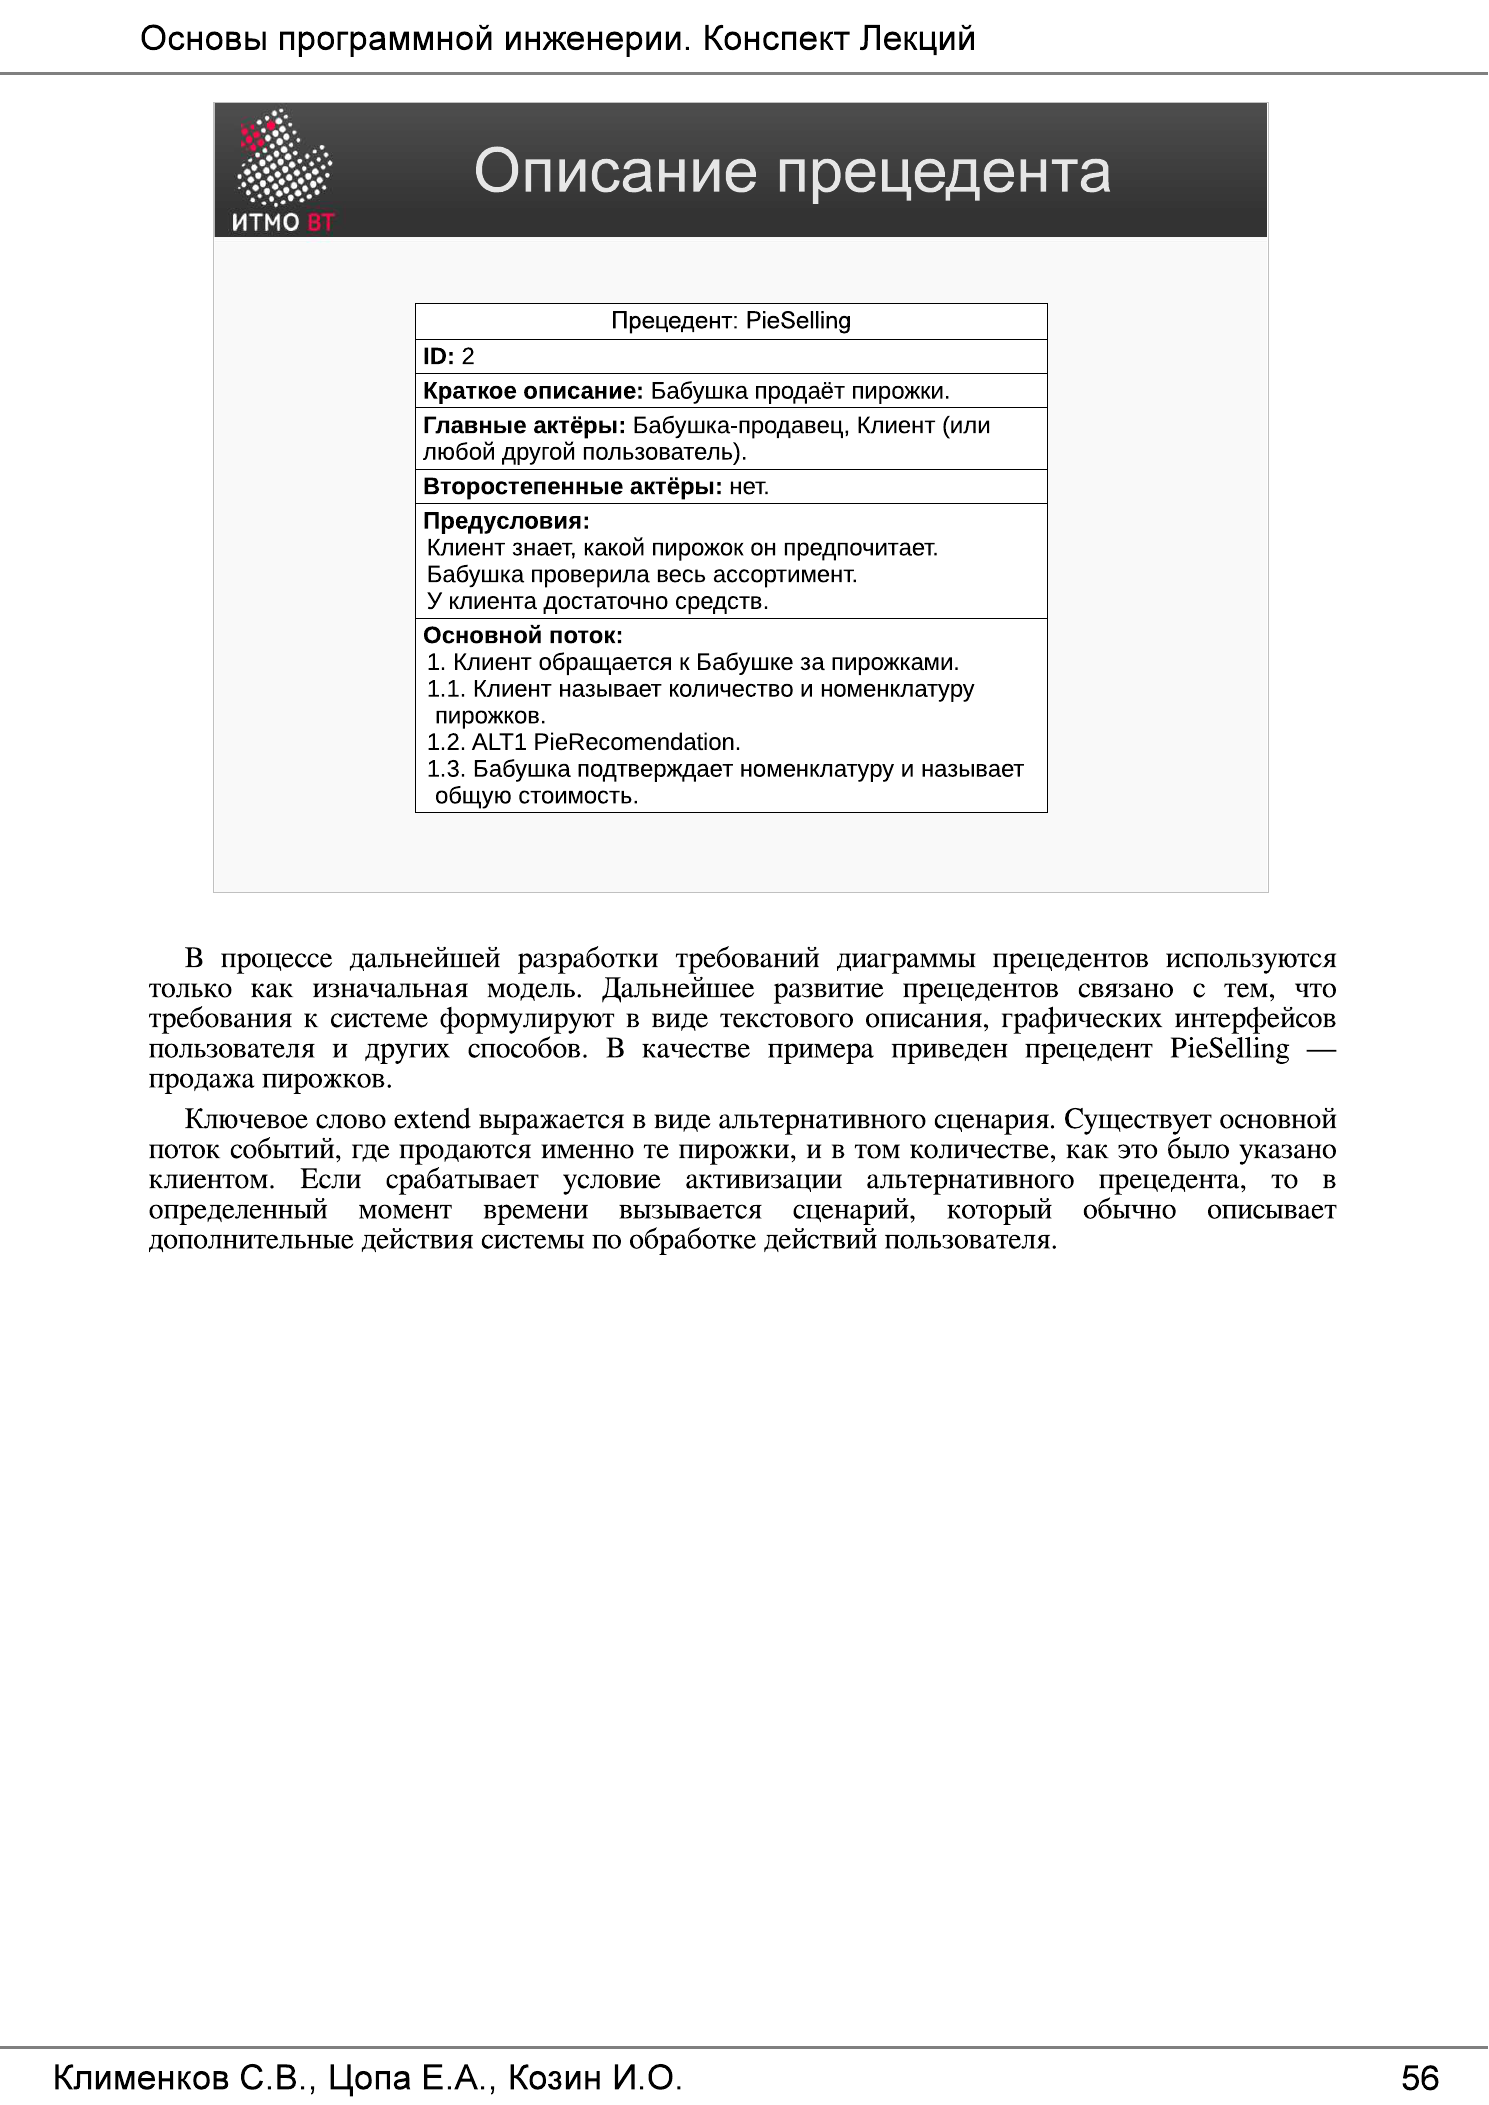 Основы программной инженерии. Конспект Лекций
Описание прецедента
ИТМО ВТ
Прецедент: PieSelling
ID: 2
Краткое описание: Бабушка продаёт пирожки.
Главные актёры: Бабушка-продавец, Клиент (или
любой другой пользователь).
Второстепенные актёры: нет.
Предусловия:
Клиент знает, какой пирожок он предпочитает.
Бабушка проверила весь ассортимент.
У клиента достаточно средств.
Основной поток:
1. Клиент обращается к Бабушке за пирожками.
1.1. Клиент называет количество и номенклатуру
пирожков.
1.2. ALT1 PieRecomendation.
1.3. Бабушка подтверждает номенклатуру и называет
общую стоимость.
В процессе дальнейшей разработки требований диаграммы прецедентов используются
только как изначальная модель. Дальнейшее развитие прецедентов связано с тем, что
требования к системе формулируют в виде текстового описания, графических интерфейсов
пользователя и других способов. В качестве примера приведен прецедент PieSelling —
продажа пирожков.
Ключевое слово extend выражается в виде альтернативного сценария. Существует основной
поток событий, где продаются именно те пирожки, и в том количестве, как это было указано
клиентом. Если срабатывает условие активизации альтернативного прецедента, то в
определенный момент времени вызывается сценарий, который обычно описывает
дополнительные действия системы по обработке действий пользователя.
Клименков С.В., Цопа Е.А., Козин И.О.
56